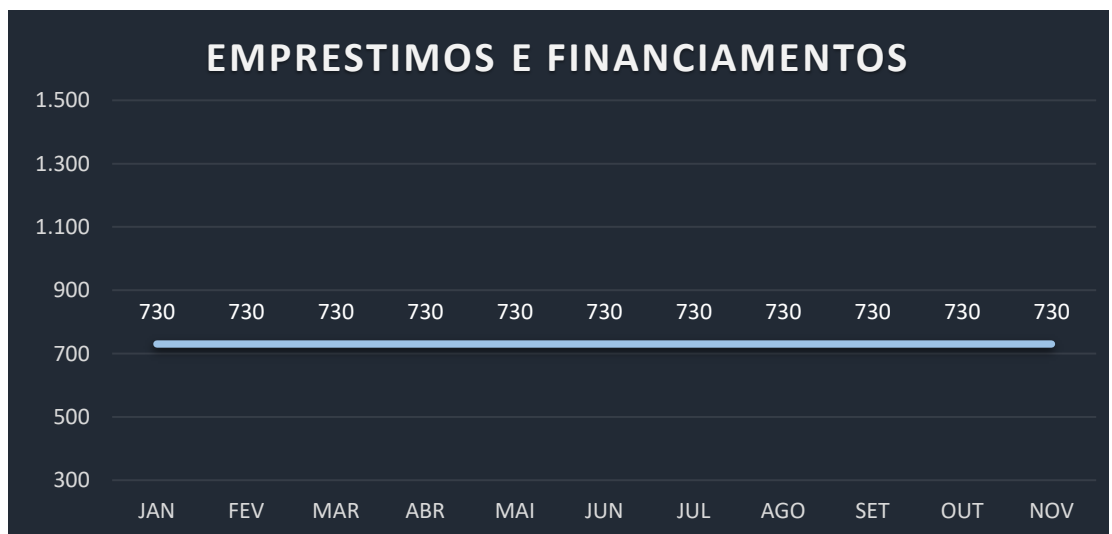 EMPRESTIMOS E FINANCIAMENTOS
1.500
1.300
1.100
900
730 730 730 730 730 730 730 730 730 730 730
700
500
300
JAN FEV MAR ABR MAI JUN JUL AGO SET OUT NOV